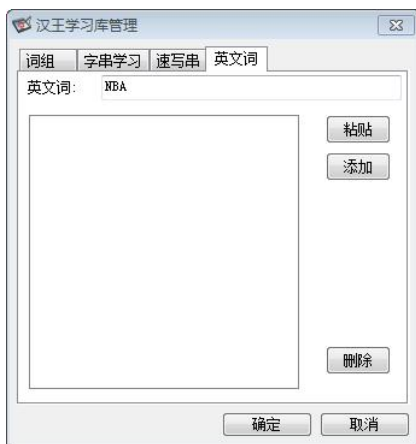 汉王学习库管理
词组 字串学习 速写串 英文词
英文词: NBA
粘贴
添加
删除
确定 取消